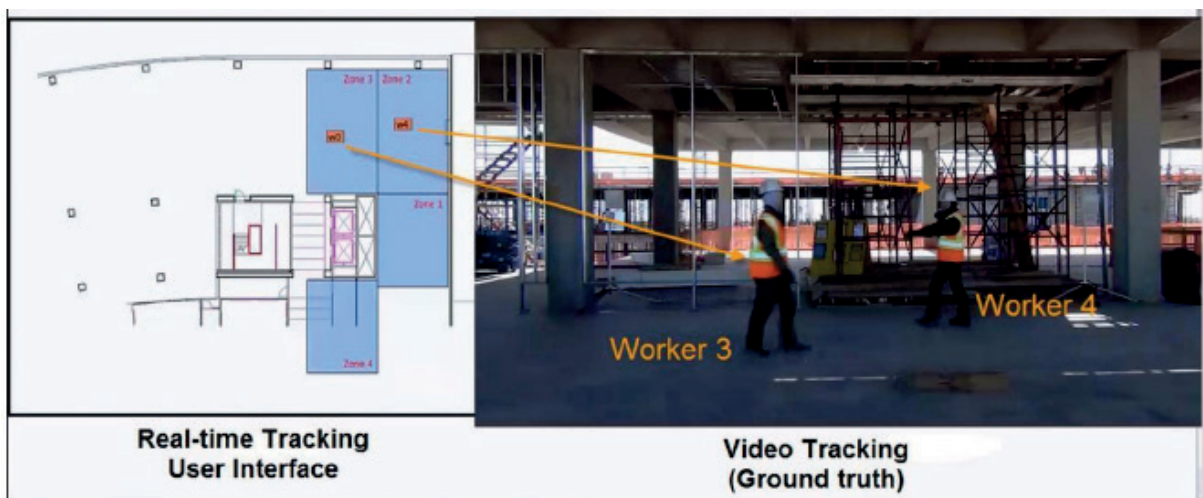 Zone 3
Zone 2
w3
w4
Zone 1
Zone 4
Worker 3
Worker 4
Real-time Tracking
User Interface
Video Tracking
(Ground truth)